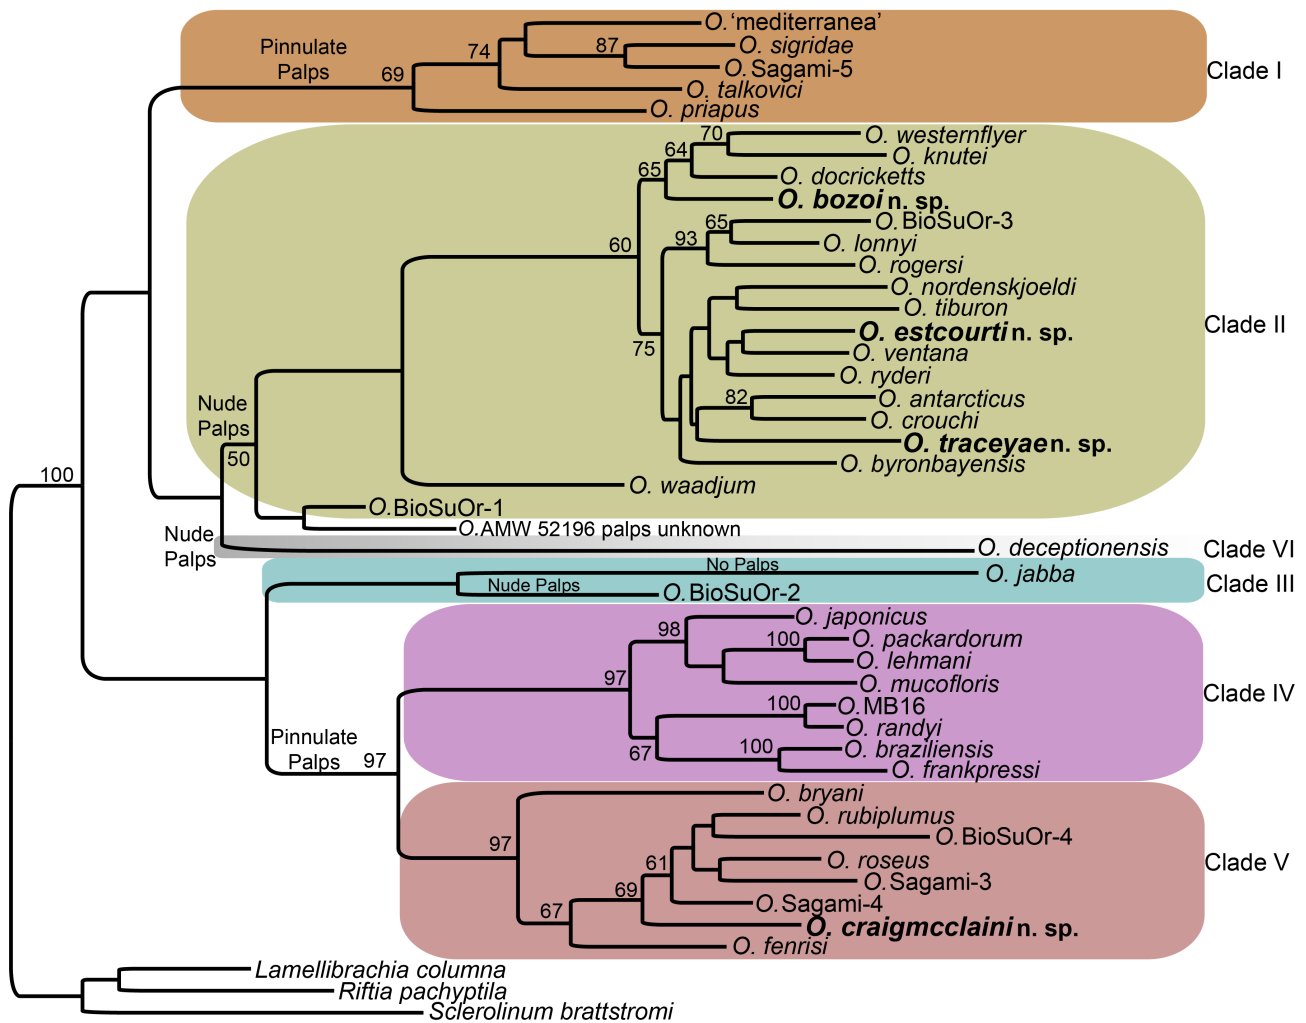 O. 'mediterranea'
Pinnulate
Palps
74
87
O. sigridae
69
O. Sagami-5
Clade I
O. talkovici
O. priapus
70
O. westernflyer
64
O. knutei
65
O. docricketts
O. bozoi n. sp.
65
O. BioSuOr-3
60
93
O. lonnyi
O. rogersi
O. nordenskjoeldi
O. tiburon
Clade II
75
O. estcourti n. sp.
O. ventana
O. ryderi
Nude
Palps
82
O. antarcticus
O. crouchi
O. traceyae n. sp.
50
O. byronbayensis
100
O. waadjum
O. BioSuOr-1
O. AMW 52196 palps unknown
Nude
Palps
O. deceptionensis
Clade VI
No Palps
O. jabba
Nude Palps
Clade III
O. BioSuOr-2
O. japonicus
98
100
O. packardorum
O. lehmani
97
O. mucofloris
Clade IV
100
O. MB16
O. randyi
Pinnulate
Palps
97
67
100
O. braziliensis
O. frankpressi
O. bryani
O. rubiplumus
97
O. BioSuOr-4
61
O. roseus
Clade V
69
O. Sagami-3
67
O. Sagami-4
O. craigmcclaini n. sp.
O. fenrisi
Lamellibrachia columna
Riftia pachyptila
Sclerolinum brattstromi